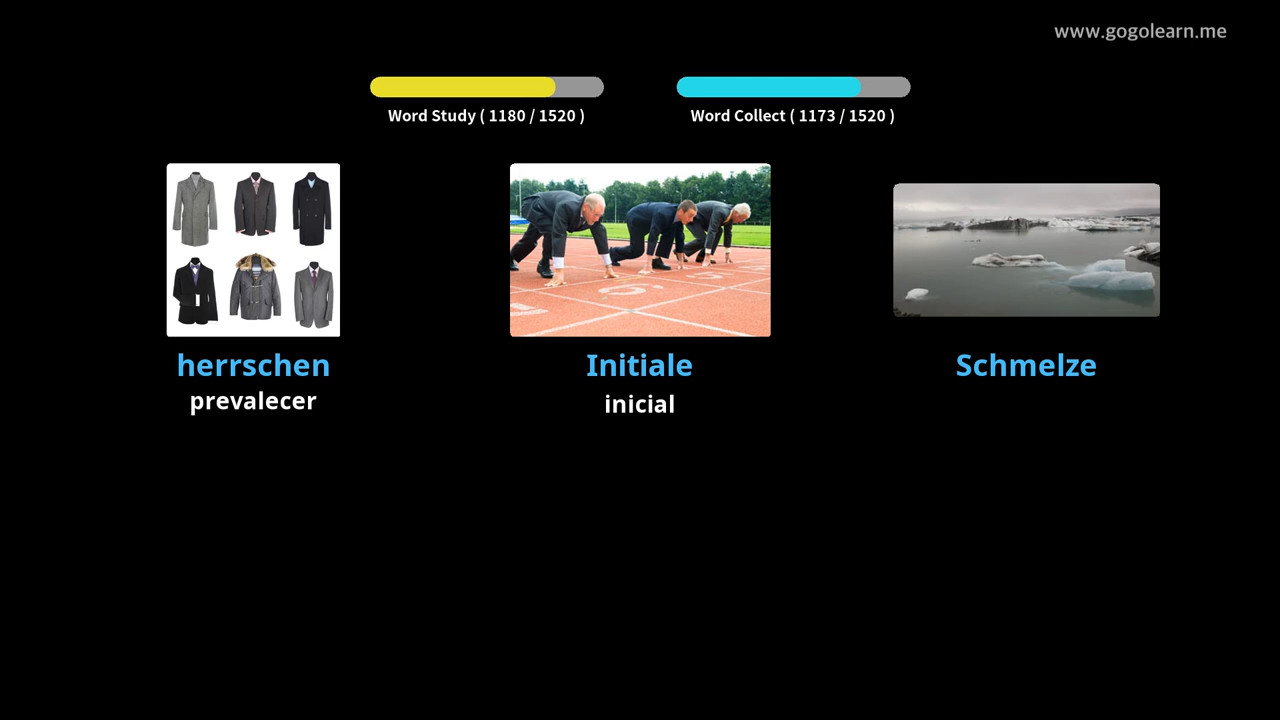 www.gogolearn.me
Word Study ( 1180 / 1520 )
Word Collect ( 1173 / 1520 )
herrschen
prevalecer
Initiale
inicial
Schmelze